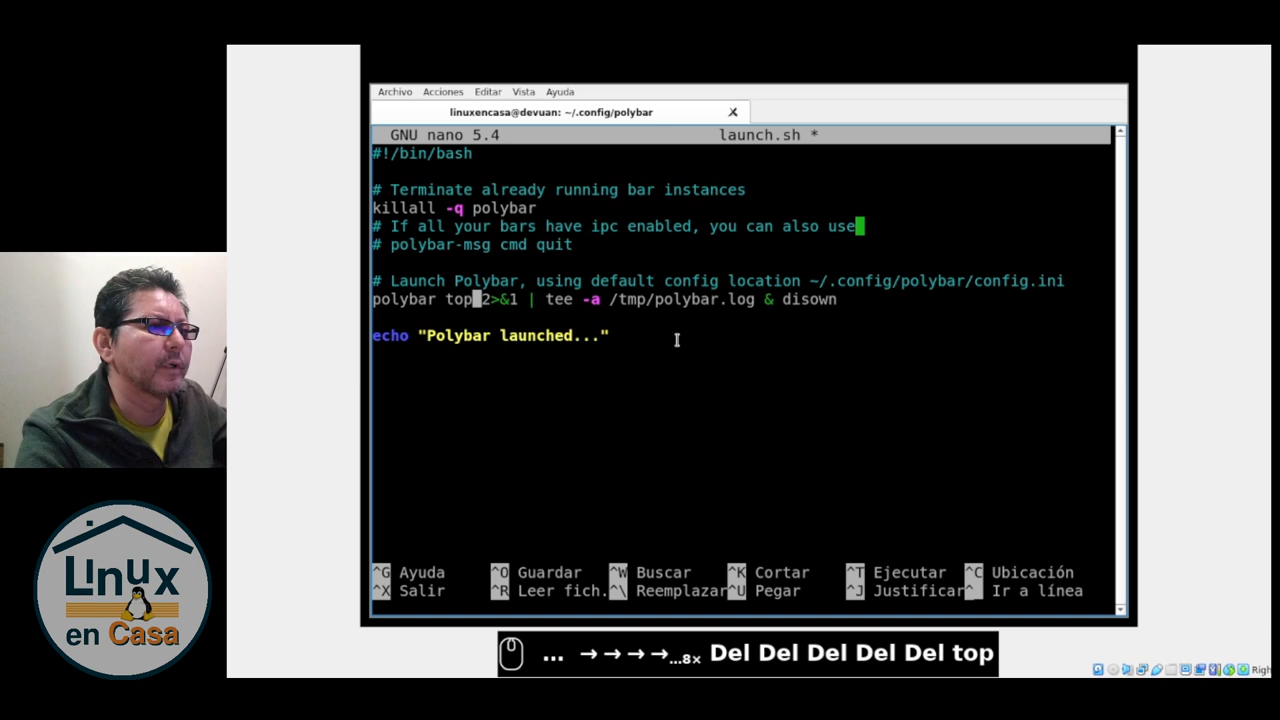 Archivo Acciones Editar Vista Ayuda
linuxencasa@devuan: ~/.config/polybar
GNU nano 5.4 launch.sh *
#!/bin/bash
# Terminate already running bar instances
killall -q polybar
# If all your bars have ipc enabled, you can also use
# polybar-msg cmd quit
# Launch Polybar, using default config location ~/.config/polybar/config.ini
polybar top 2>&1 | tee -a /tmp/polybar.log & disown
echo "Polybar launched..."
^G Ayuda ^O Guardar ^W Buscar ^K Cortar ^T Ejecutar ^C Ubicación
^X Salir ^R Leer fich. ^\ Reemplazar ^U Pegar ^J Justificar ^_ Ir a línea
Linux
en Casa
... →→→→...8× Del Del Del Del Del top
Righ